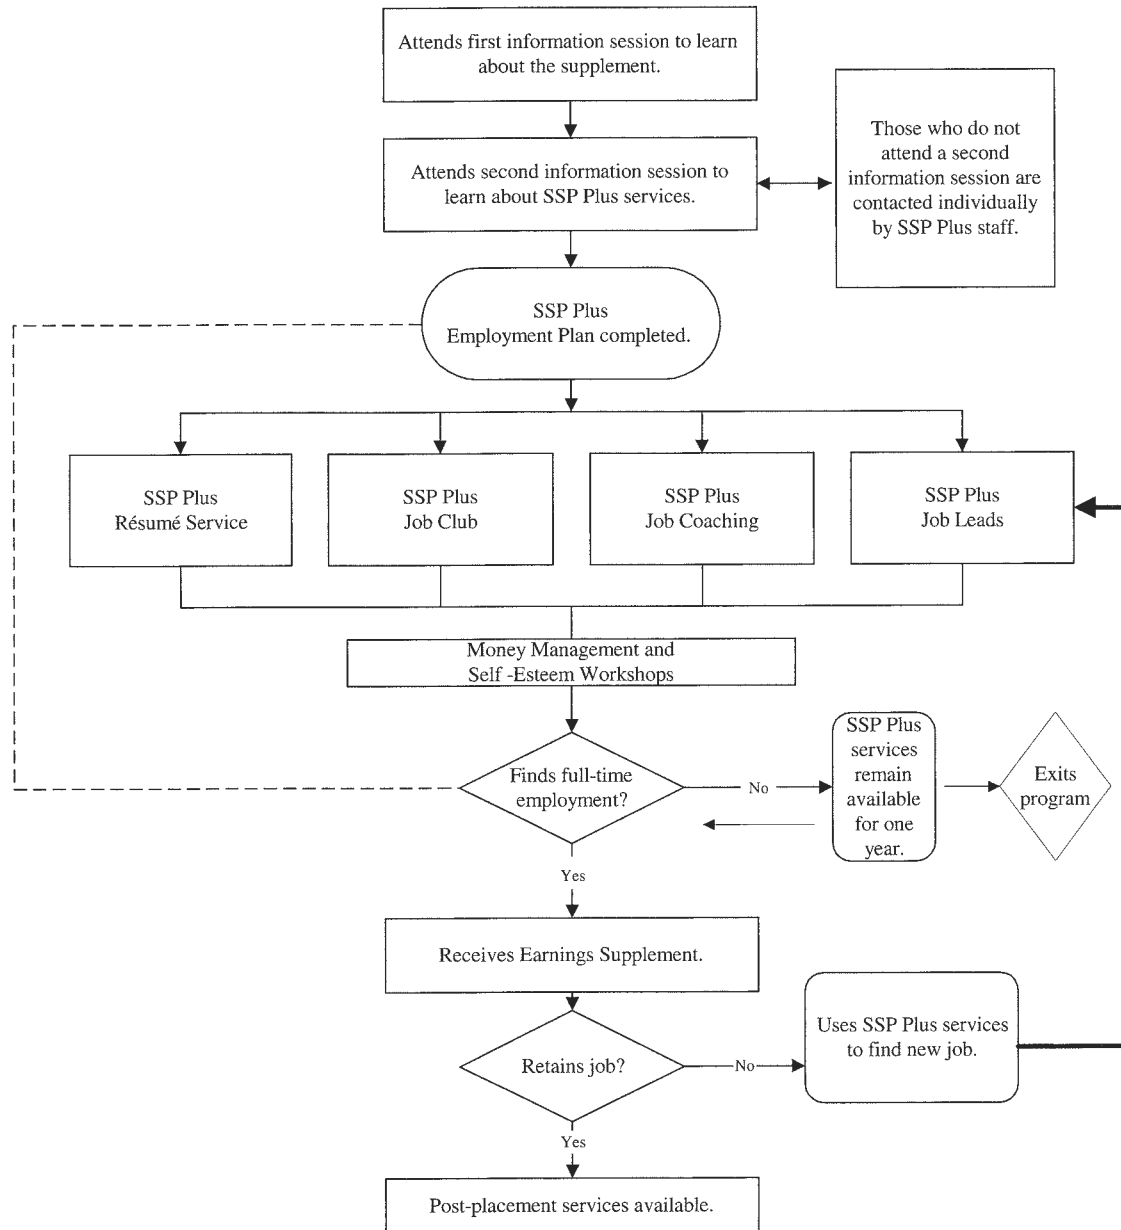 Attends first information session to learn
about the supplement.
Attends second information session to
learn about SSP Plus services.
Those who do not
attend a second
information session are
contacted individually
by SSP Plus staff.
SSP Plus
Employment Plan completed.
SSP Plus
Résumé Service
SSP Plus
Job Club
SSP Plus
Job Coaching
SSP Plus
Job Leads
Money Management and
Self -Esteem Workshops
Finds full-time
employment?
No
SSP Plus
services
remain
available
for one
year.
Exits
program
Yes
Receives Earnings Supplement.
Retains job?
No
Uses SSP Plus services
to find new job.
Yes
Post-placement services available.